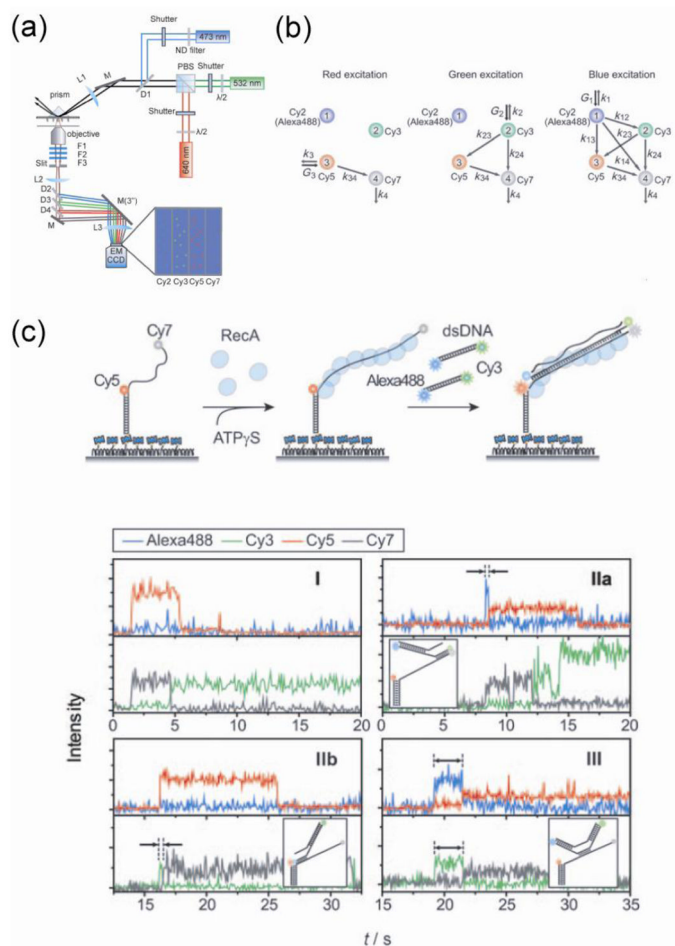 (a)
Shutter
473 nm
ND filter
PBS
Shutter
532 nm
L1
M
D1
λ/2
prism
Shutter
λ/2
objective
640 nm
F1
F2
F3
Slit
L2
D2
D3
D4
M
M(3")
L3
EM
CCD
Cy2 Cy3 Cy5 Cy7
(b)
Red excitation
Green excitation
Blue excitation
Cy2
(Alexa488)
1
2
Cy3
k3
G3
3
Cy5
k34
4
Cy7
k4
Cy2
(Alexa488)
1
G2
k2
2
Cy3
k23
k24
3
Cy5
k34
4
Cy7
k4
G1
k1
Cy2
(Alexa488)
1
k12
2
Cy3
k13
k23
k14
k24
3
Cy5
k34
4
Cy7
k4
(c)
Cy7
RecA
dsDNA
Cy5
Cy3
Alexa488
ATPγS
Alexa488 Cy3 Cy5 Cy7
I
IIa
0 5 10 15 20
0 5 10 15 20
Intensity
IIb
III
15 20 25 30
15 20 25 30 35
t / s